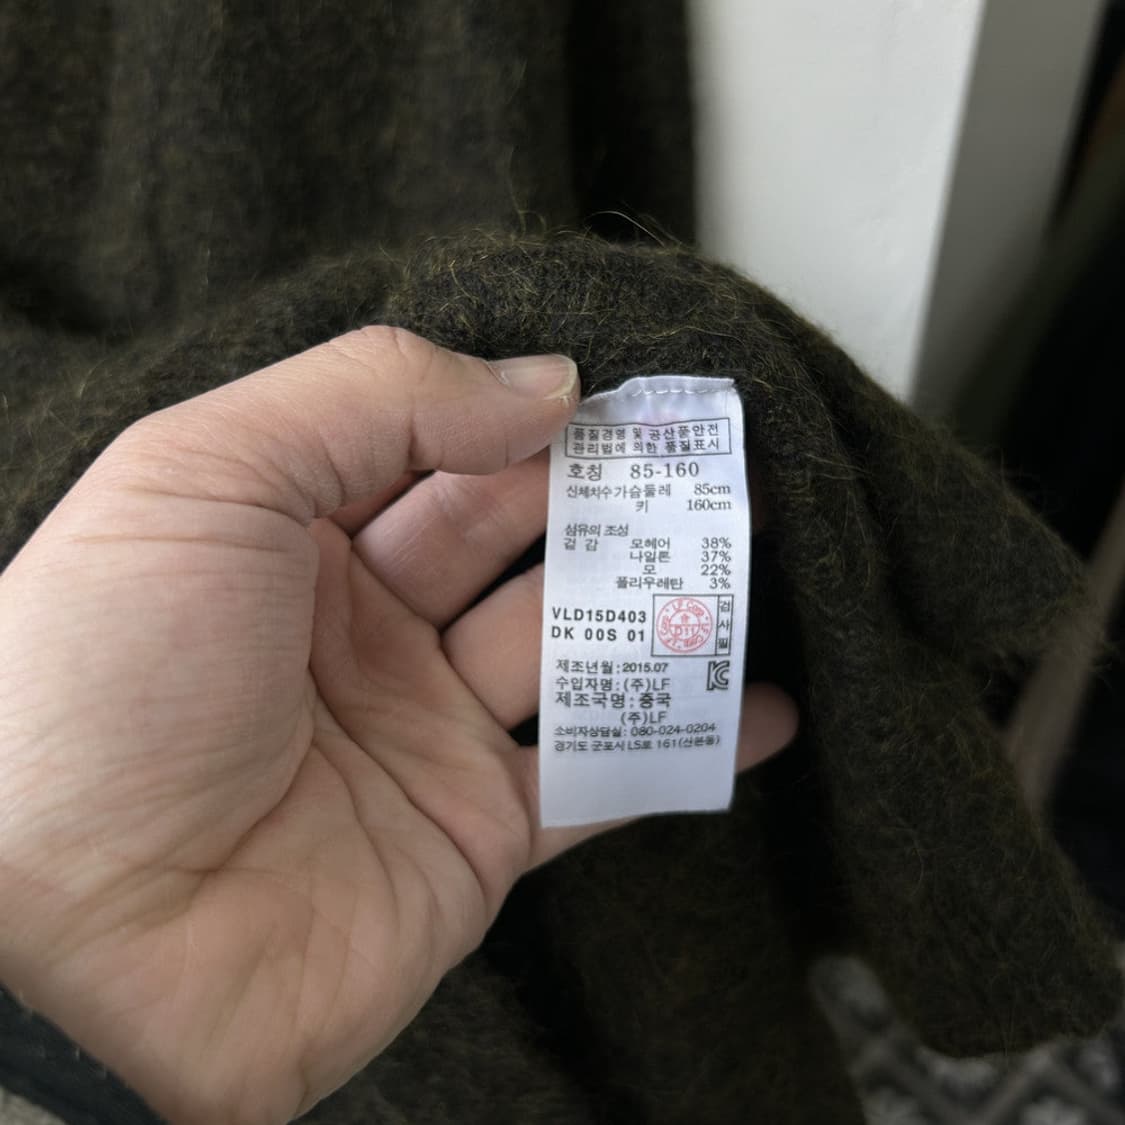 품질경영 및 공산품안전
관리법에 의한 품질표시
호칭 85-160
신체치수 가슴둘레 85cm
키 160cm
섬유의 조성
겉 감 모헤어 38%
나일론 37%
모 22%
폴리우레탄 3%
VLD15D403
DK 00S 01
LF Corp
D11
검사필
제조년월 : 2015.07
수입자명 : (주)LF
제조국명 : 중국
(주)LF
소비자상담실: 080-024-0204
경기도 군포시 LS로 161(산본동)